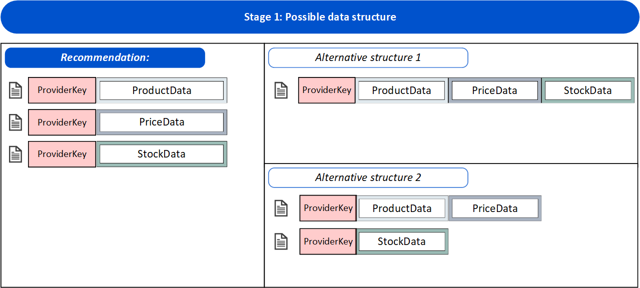 Stage 1: Possible data structure
Recommendation:
ProviderKey ProductData
ProviderKey PriceData
ProviderKey StockData
Alternative structure 1
ProviderKey ProductData PriceData StockData
Alternative structure 2
ProviderKey ProductData PriceData
ProviderKey StockData